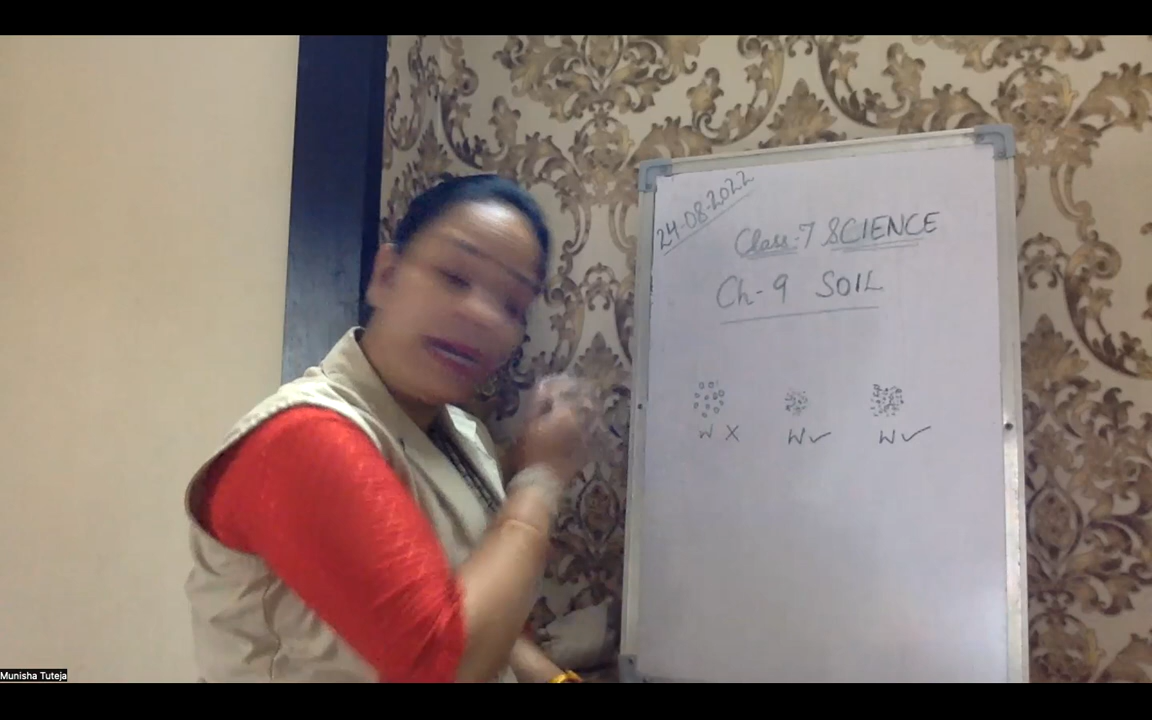 24-08-2022
Class-7 SCIENCE
Ch-9 SOIL
W X W✓ W✓
Munisha Tuteja